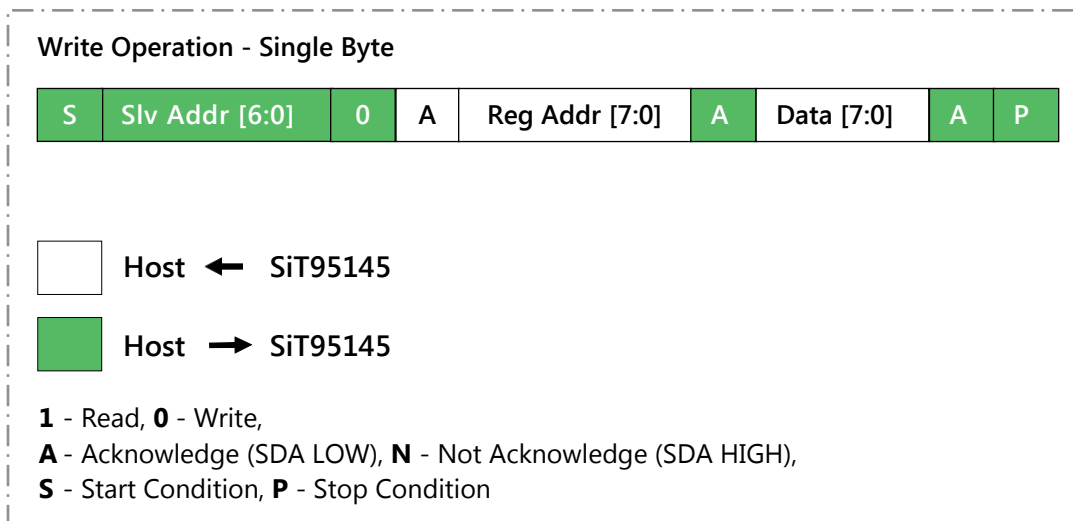 Write Operation - Single Byte
S Slv Addr [6:0] 0 A Reg Addr [7:0] A Data [7:0] A P
Host ← SiT95145
Host → SiT95145
1 - Read, 0 - Write,
A - Acknowledge (SDA LOW), N - Not Acknowledge (SDA HIGH),
S - Start Condition, P - Stop Condition